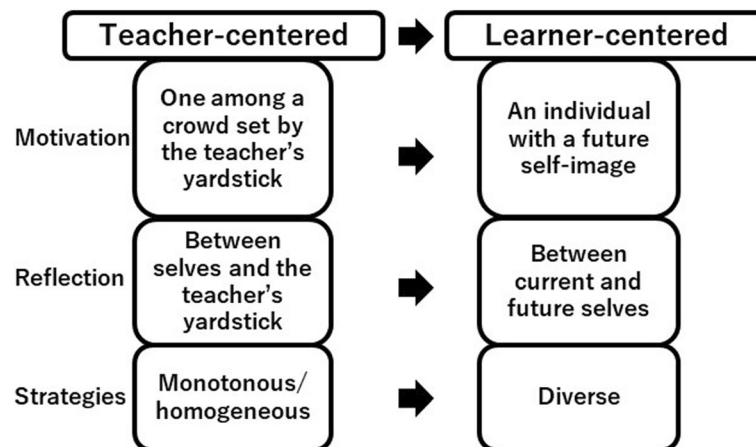 Teacher-centered
Learner-centered
Motivation
One among a
crowd set by
the teacher's
yardstick
An individual
with a future
self-image
Reflection
Between
selves and the
teacher's
yardstick
Between
current and
future selves
Strategies
Monotonous/
homogeneous
Diverse